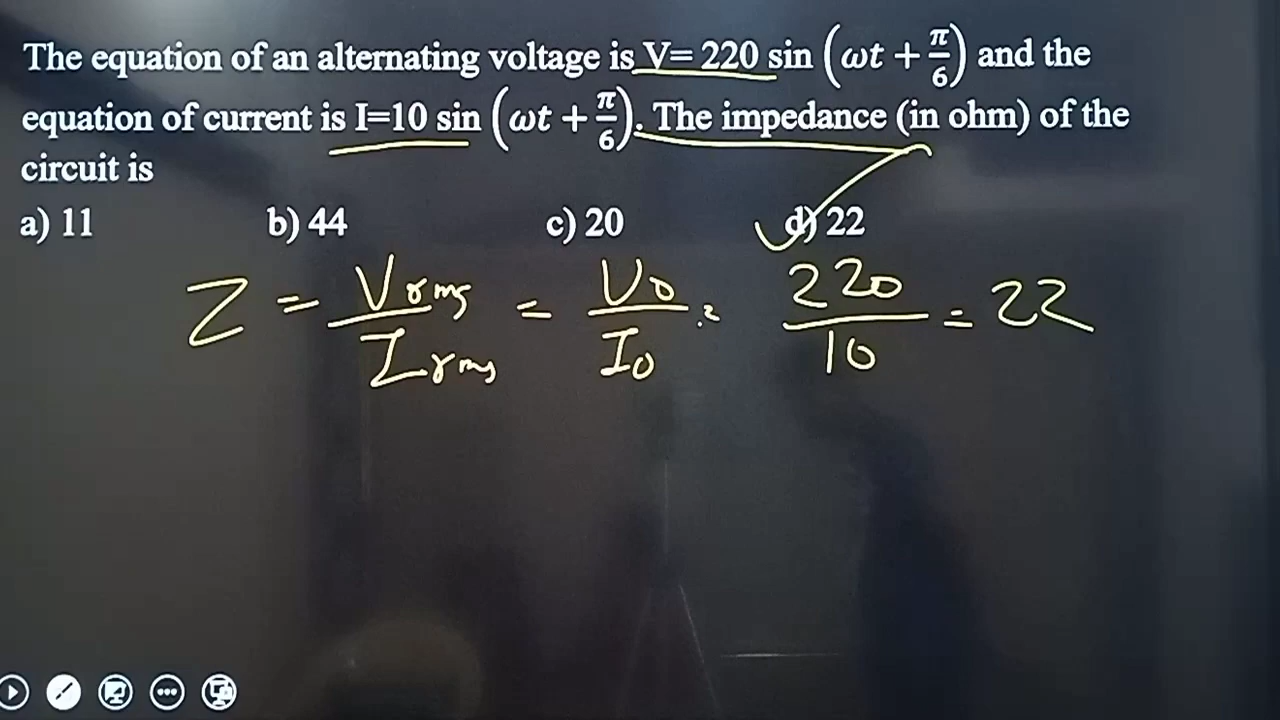 The equation of an alternating voltage is V= 220 sin (ωt + π/6) and the
equation of current is I=10 sin (ωt + π/6). The impedance (in ohm) of the
circuit is
a) 11 b) 44 c) 20 d) 22
Z = Vrms/Irms = V0/I0 = 220/10 = 22